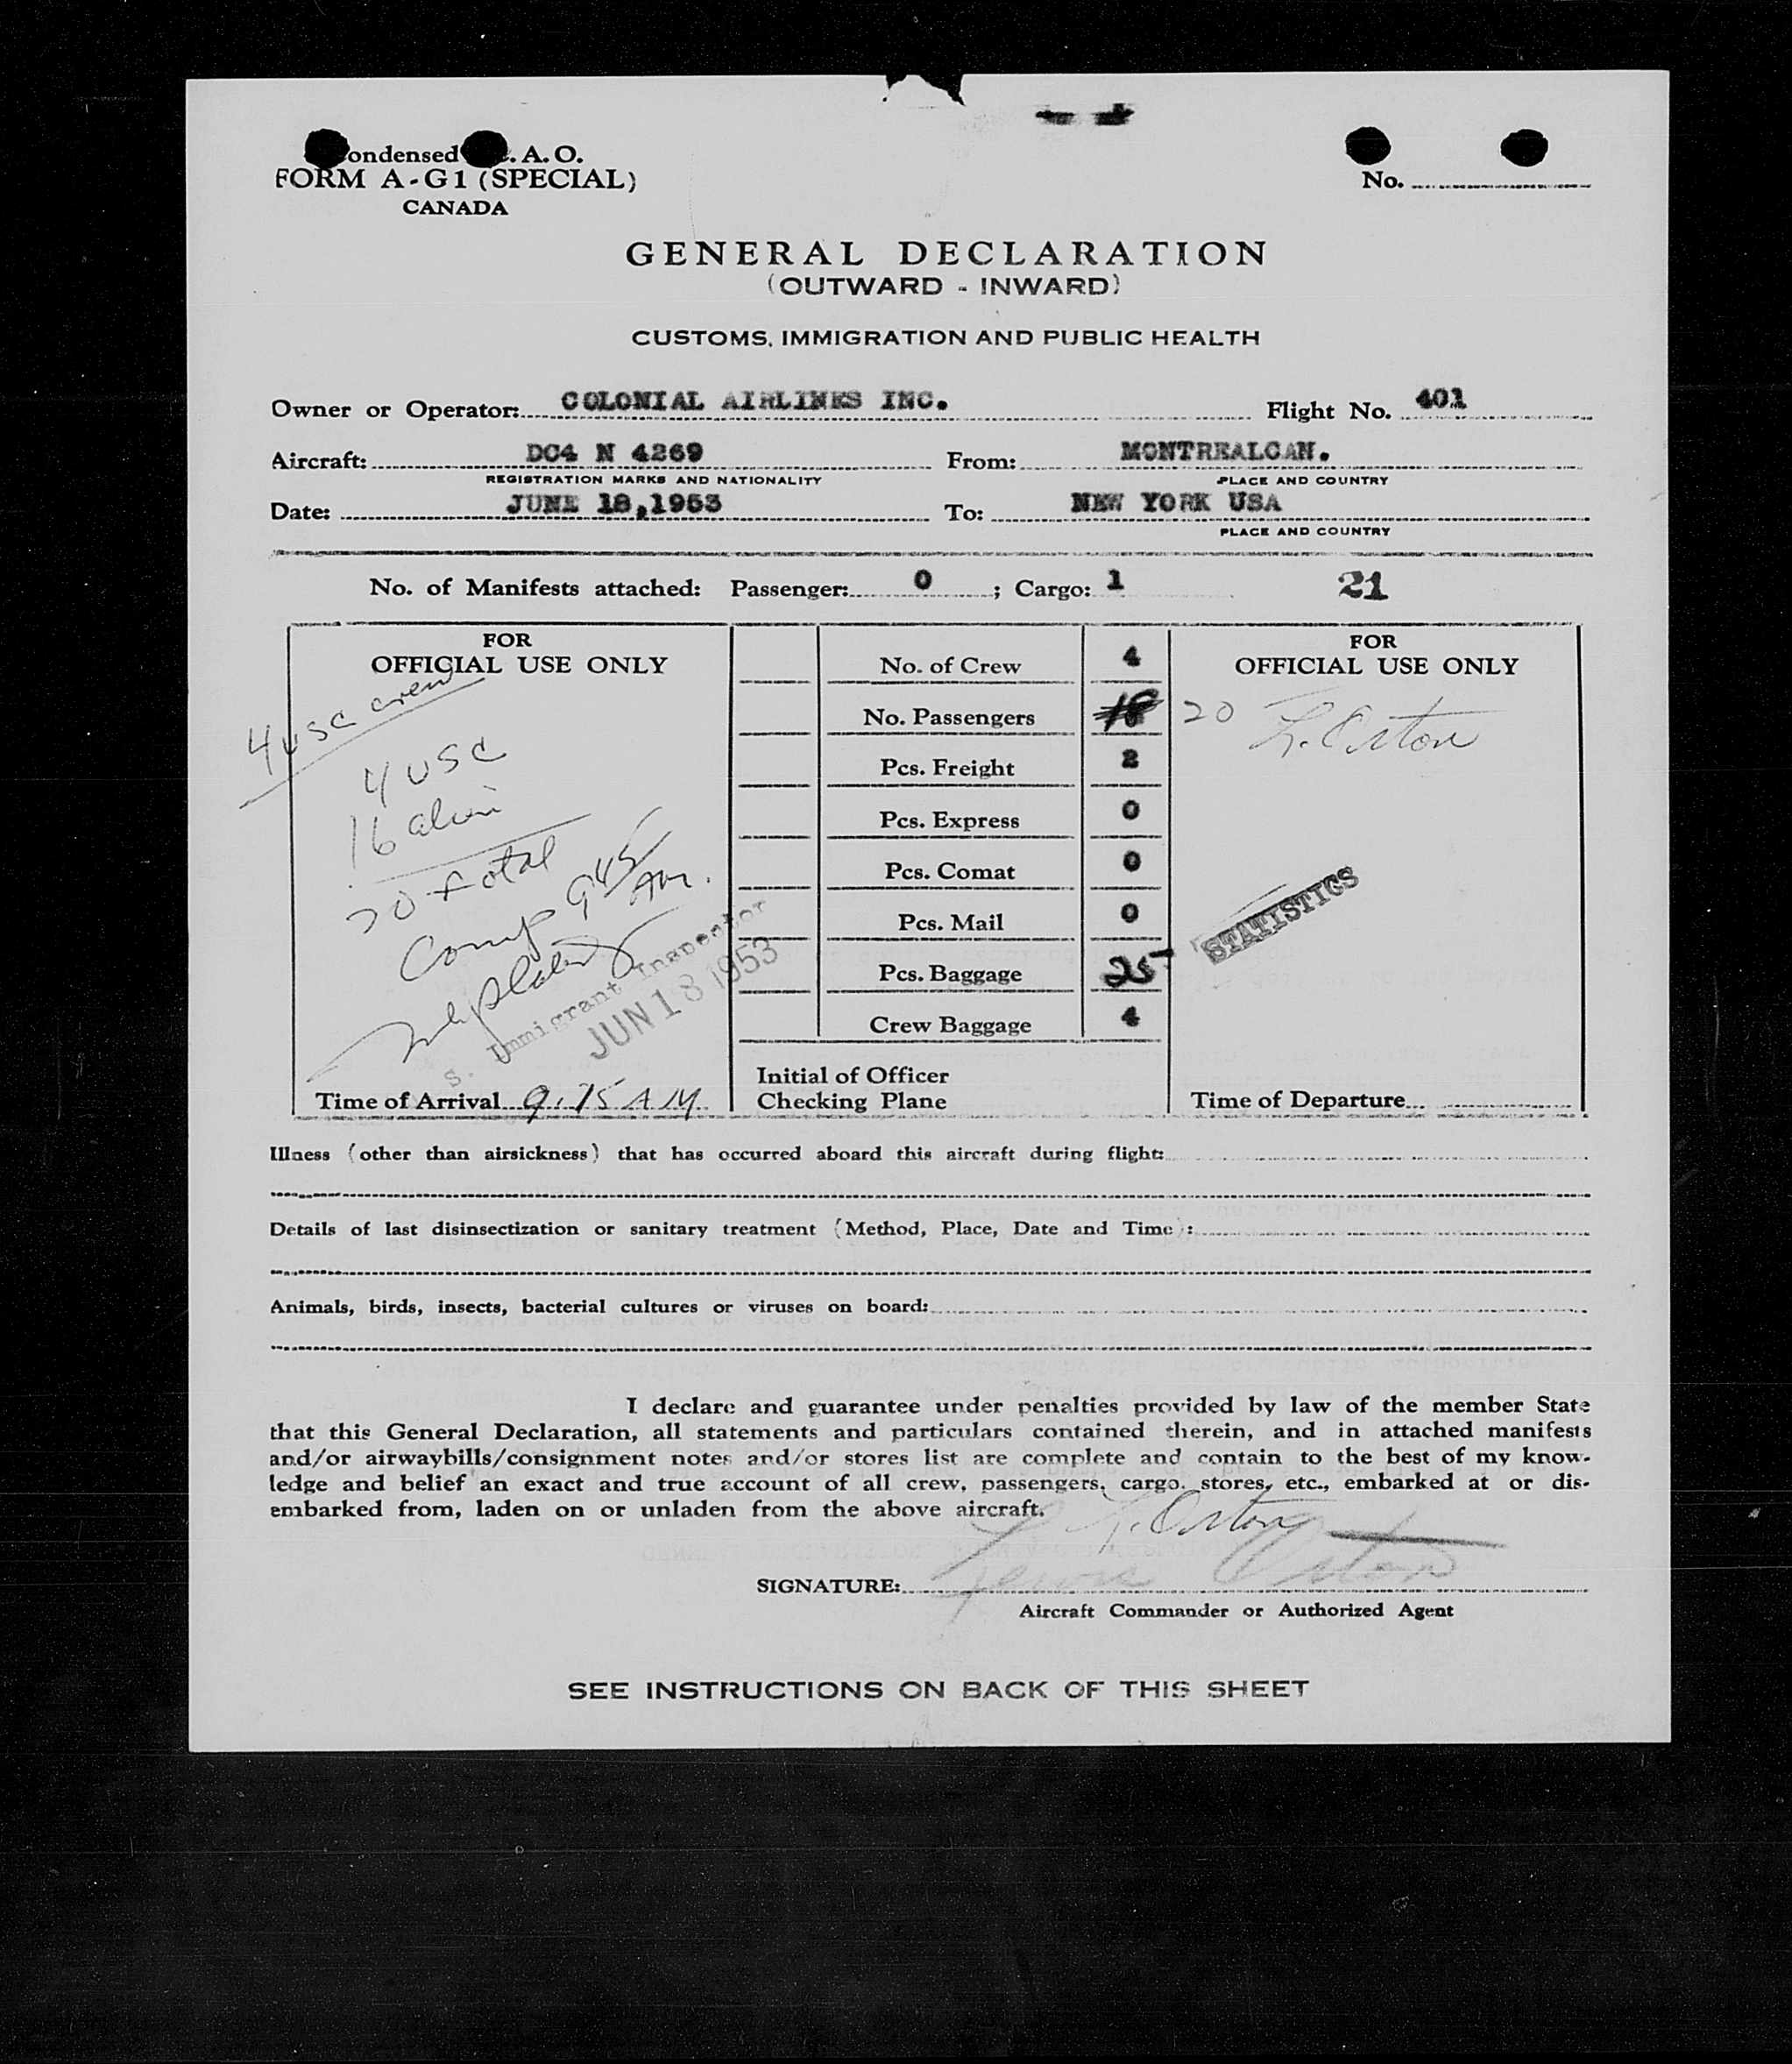 ondensed . A. O.
FORM A-G1 (SPECIAL)
CANADA
No.
GENERAL DECLARATION
(OUTWARD - INWARD)
CUSTOMS, IMMIGRATION AND PUBLIC HEALTH
Owner or Operator: COLONIAL AIRLINES INC. Flight No. 401
Aircraft: DC4 N 4269 From: MONTREALCAN.
REGISTRATION MARKS AND NATIONALITY PLACE AND COUNTRY
Date: JUNE 18,1953 To: NEW YORK USA
PLACE AND COUNTRY
No. of Manifests attached: Passenger: 0 ; Cargo: 1 21
FOR
OFFICIAL USE ONLY
4 USC crew
4 USC
16 alien
20 total
Comp 9 45 AM.
S. Immigrant Inspector
JUN 18 1953
Time of Arrival 9:15 AM
No. of Crew 4
No. Passengers 18 20
Pcs. Freight 2
Pcs. Express 0
Pcs. Comat 0
Pcs. Mail 0
Pcs. Baggage 25
Crew Baggage 4
Initial of Officer
Checking Plane
FOR
OFFICIAL USE ONLY
L. Orton
STATISTICS
Time of Departure
Illness (other than airsickness) that has occurred aboard this aircraft during flight:
Details of last disinsectization or sanitary treatment (Method, Place, Date and Time):
Animals, birds, insects, bacterial cultures or viruses on board:
I declare and guarantee under penalties provided by law of the member State
that this General Declaration, all statements and particulars contained therein, and in attached manifests
and/or airwaybills/consignment notes and/or stores list are complete and contain to the best of my know-
ledge and belief an exact and true account of all crew, passengers, cargo, stores, etc., embarked at or dis-
embarked from, laden on or unladen from the above aircraft.
L. Orton
SIGNATURE: Lewis Orton
Aircraft Commander or Authorized Agent
SEE INSTRUCTIONS ON BACK OF THIS SHEET